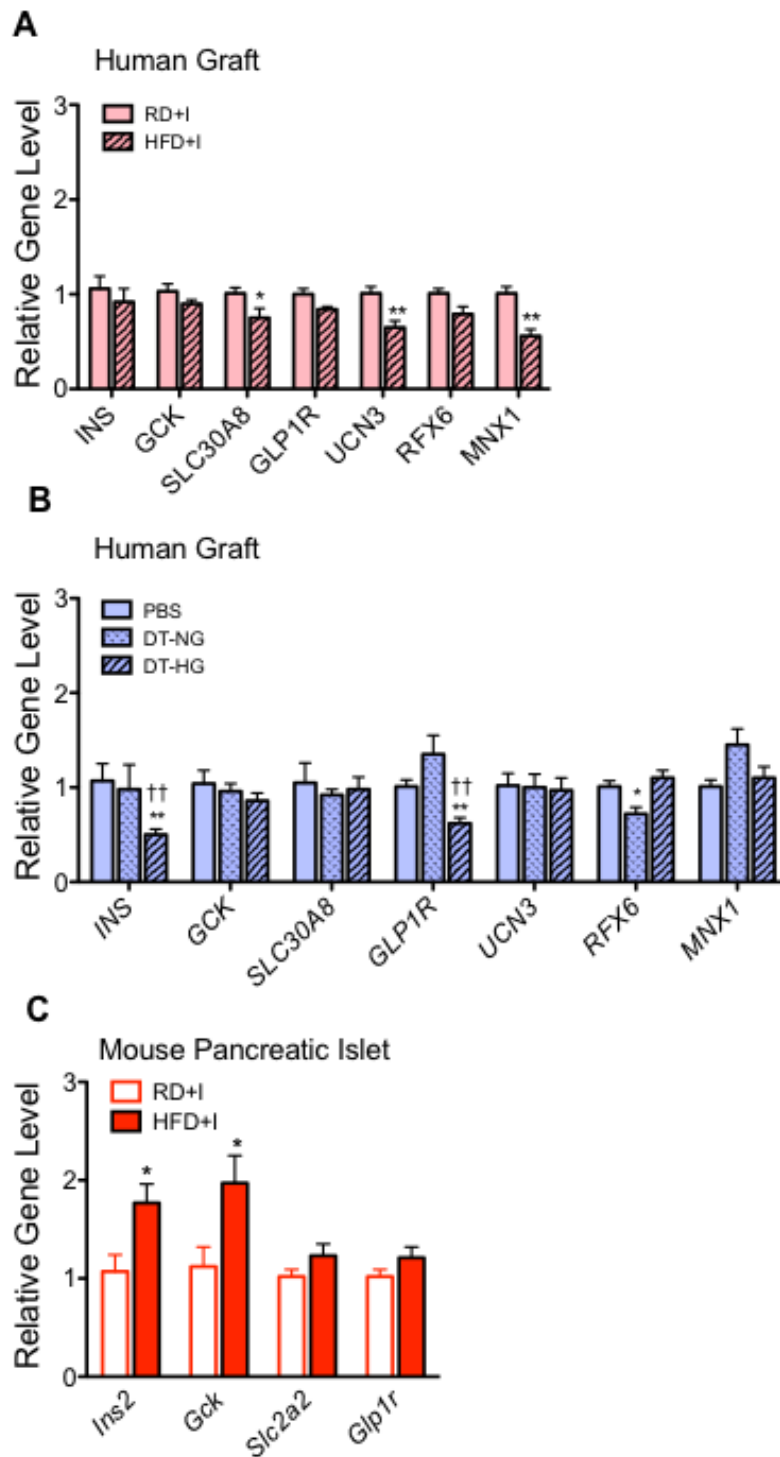 A
Human Graft
3
2
1
0
Relative Gene Level
RD+I
HFD+I
*
**
**
INS
GCK
SLC30A8
GLP1R
UCN3
RFX6
MNX1
B
Human Graft
3
2
1
0
Relative Gene Level
PBS
DT-NG
DT-HG
††
**
††
**
*
INS
GCK
SLC30A8
GLP1R
UCN3
RFX6
MNX1
C
Mouse Pancreatic Islet
3
2
1
0
Relative Gene Level
RD+I
HFD+I
*
*
Ins2
Gck
Slc2a2
Glp1r